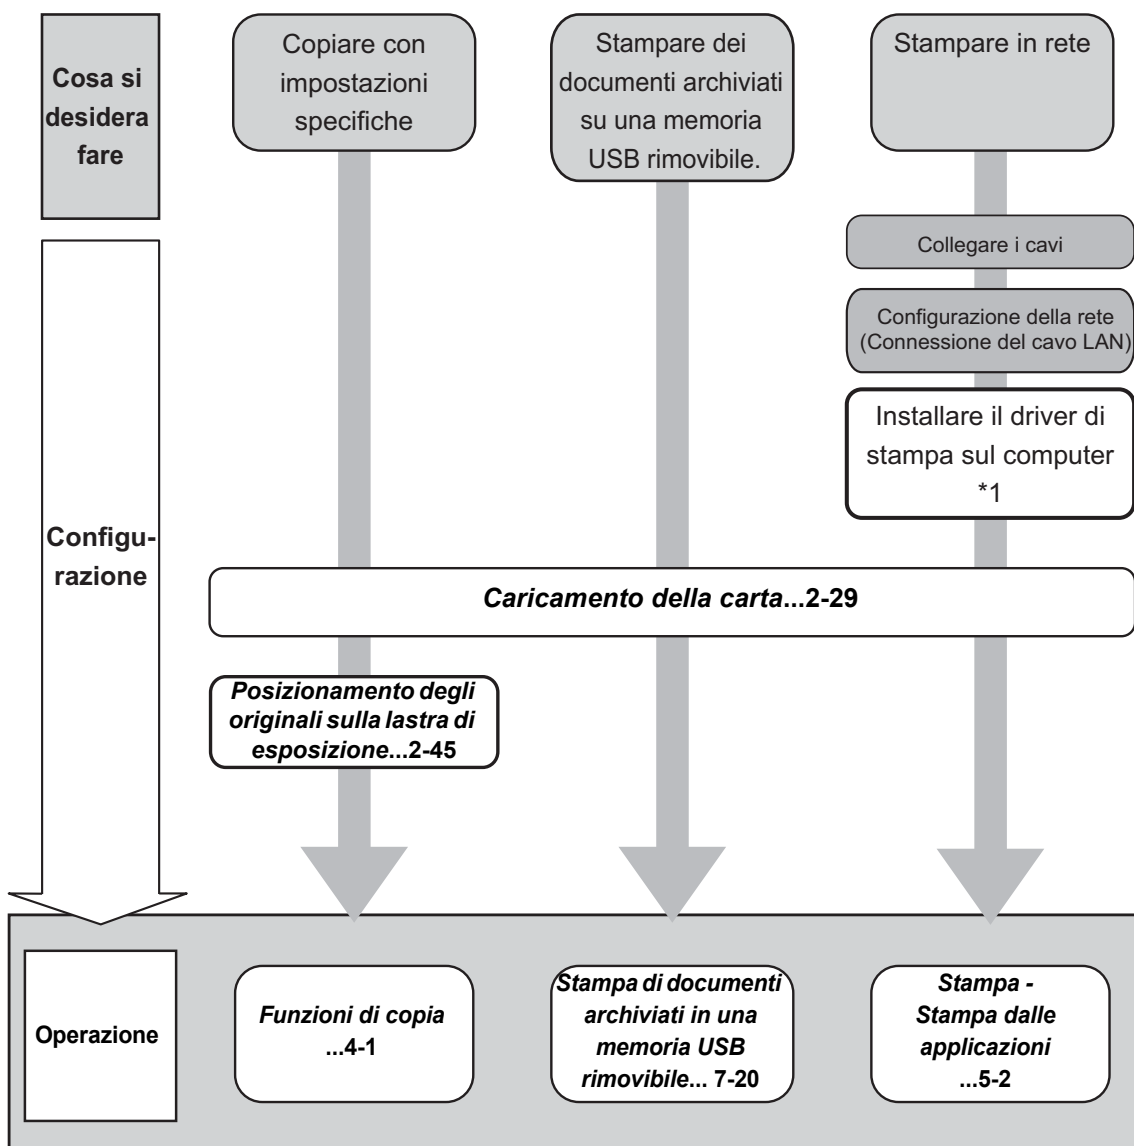 Cosa si
desidera
fare
Copiare con
impostazioni
specifiche
Stampare dei
documenti archiviati
su una memoria
USB rimovibile.
Stampare in rete
Collegare i cavi
Configurazione della rete
(Connessione del cavo LAN)
Installare il driver di
stampa sul computer
*1
Configu-
razione
Caricamento della carta...2-29
Posizionamento degli
originali sulla lastra di
esposizione...2-45
Operazione
Funzioni di copia
...4-1
Stampa di documenti
archiviati in una
memoria USB
rimovibile... 7-20
Stampa -
Stampa dalle
applicazioni
...5-2